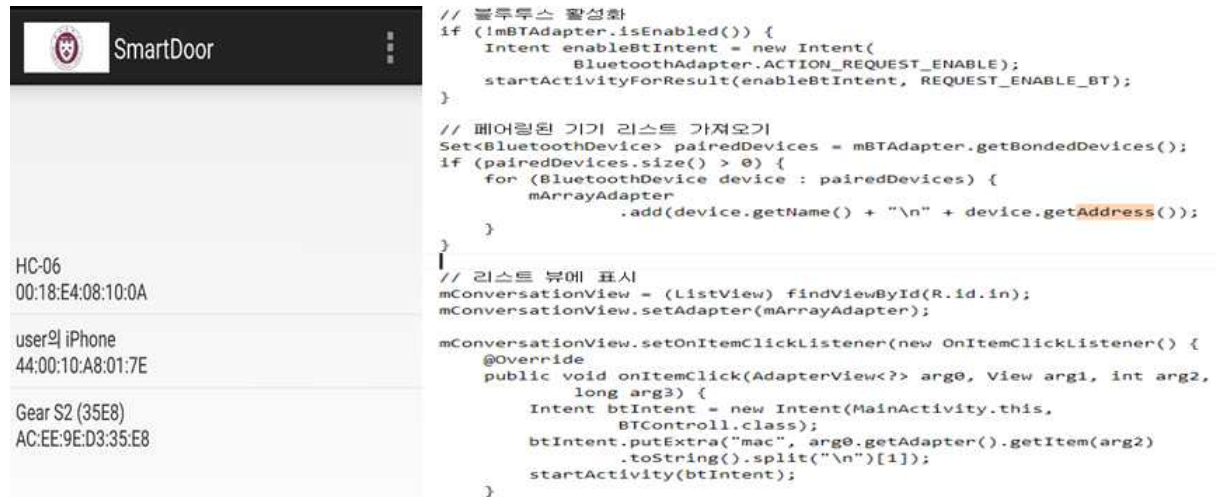 SmartDoor
HC-06
00:18:E4:08:10:0A
user의 iPhone
44:00:10:A8:01:7E
Gear S2 (35E8)
AC:EE:9E:D3:35:E8
// 블루투스 활성화
if (!mBTAdapter.isEnabled()) {
    Intent enableBtIntent = new Intent(
            BluetoothAdapter.ACTION_REQUEST_ENABLE);
    startActivityForResult(enableBtIntent, REQUEST_ENABLE_BT);
}
// 페어링된 기기 리스트 가져오기
Set<BluetoothDevice> pairedDevices = mBTAdapter.getBondedDevices();
if (pairedDevices.size() > 0) {
    for (BluetoothDevice device : pairedDevices) {
        mArrayAdapter
                .add(device.getName() + "\n" + device.getAddress());
    }
}
// 리스트 뷰에 표시
mConversationView = (ListView) findViewById(R.id.in);
mConversationView.setAdapter(mArrayAdapter);
mConversationView.setOnItemClickListener(new OnItemClickListener() {
    @Override
    public void onItemClick(AdapterView<?> arg0, View arg1, int arg2,
            long arg3) {
        Intent btIntent = new Intent(MainActivity.this,
                BTControll.class);
        btIntent.putExtra("mac", arg0.getAdapter().getItem(arg2)
                .toString().split("\n")[1]);
        startActivity(btIntent);
    }